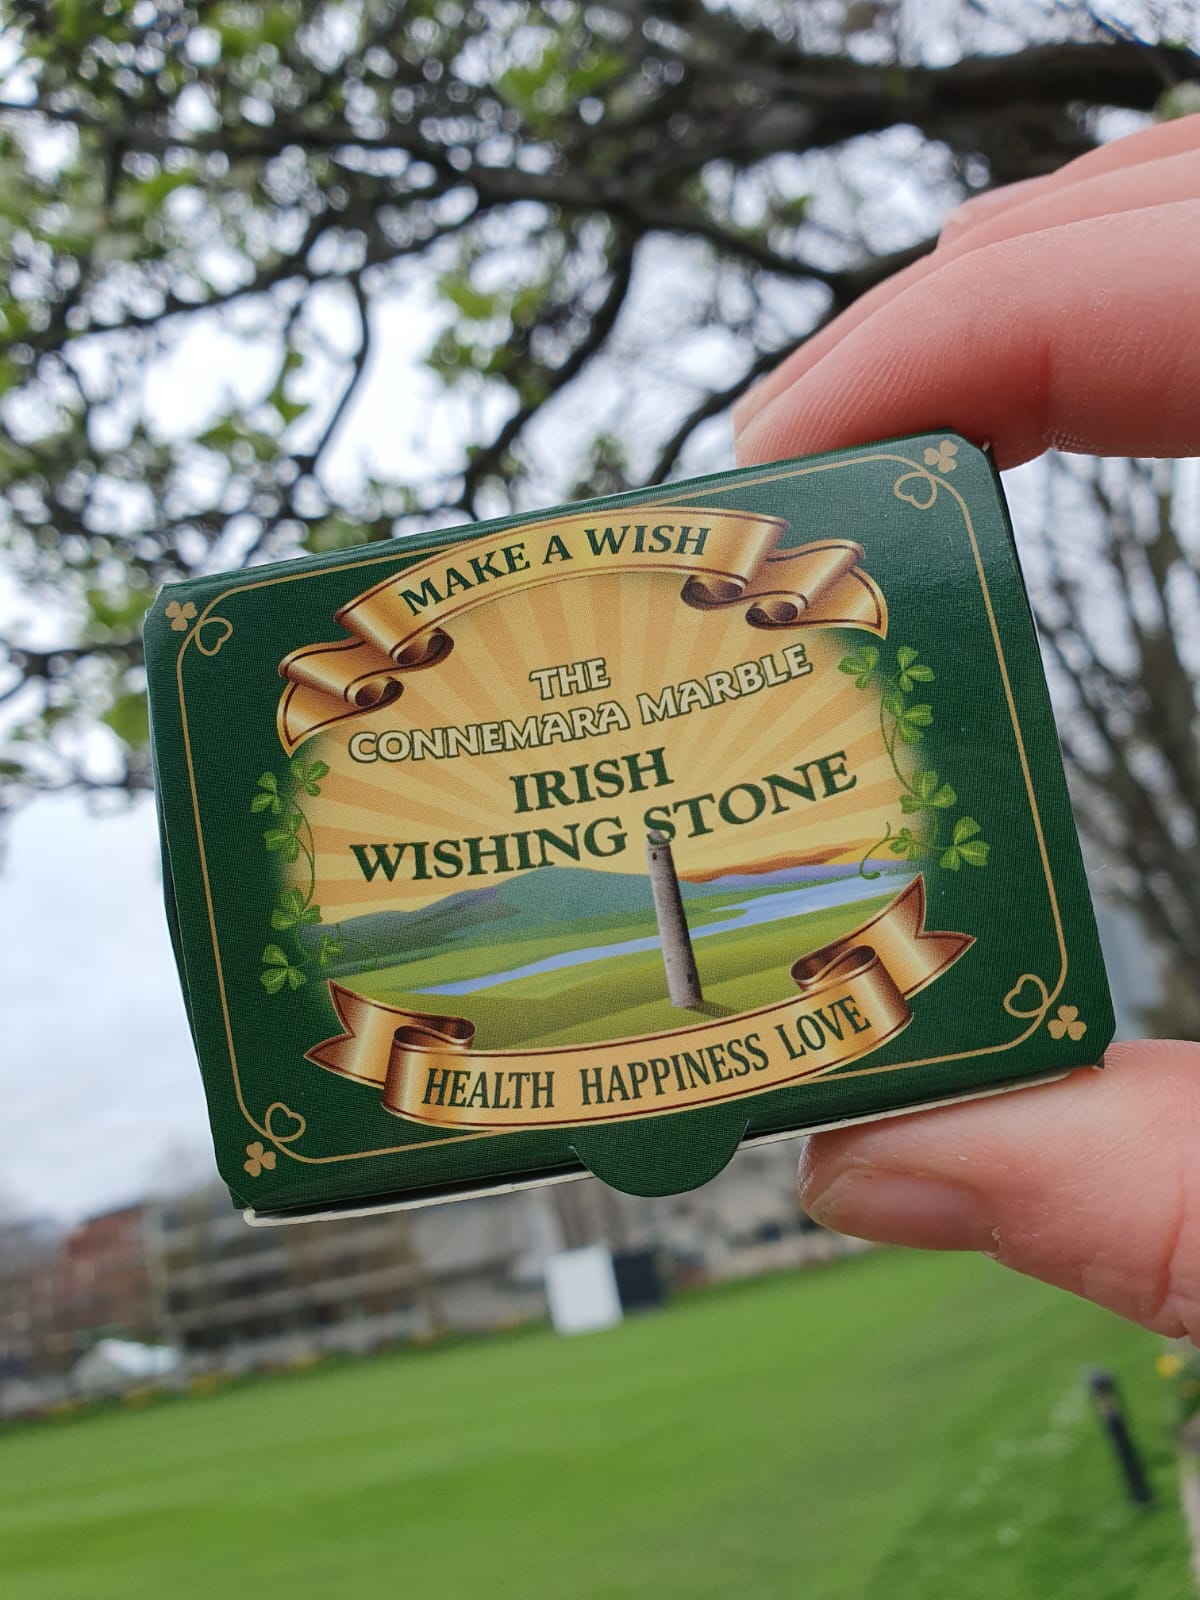 MAKE A WISH
THE
CONNEMARA MARBLE
IRISH
WISHING STONE
HEALTH HAPPINESS LOVE